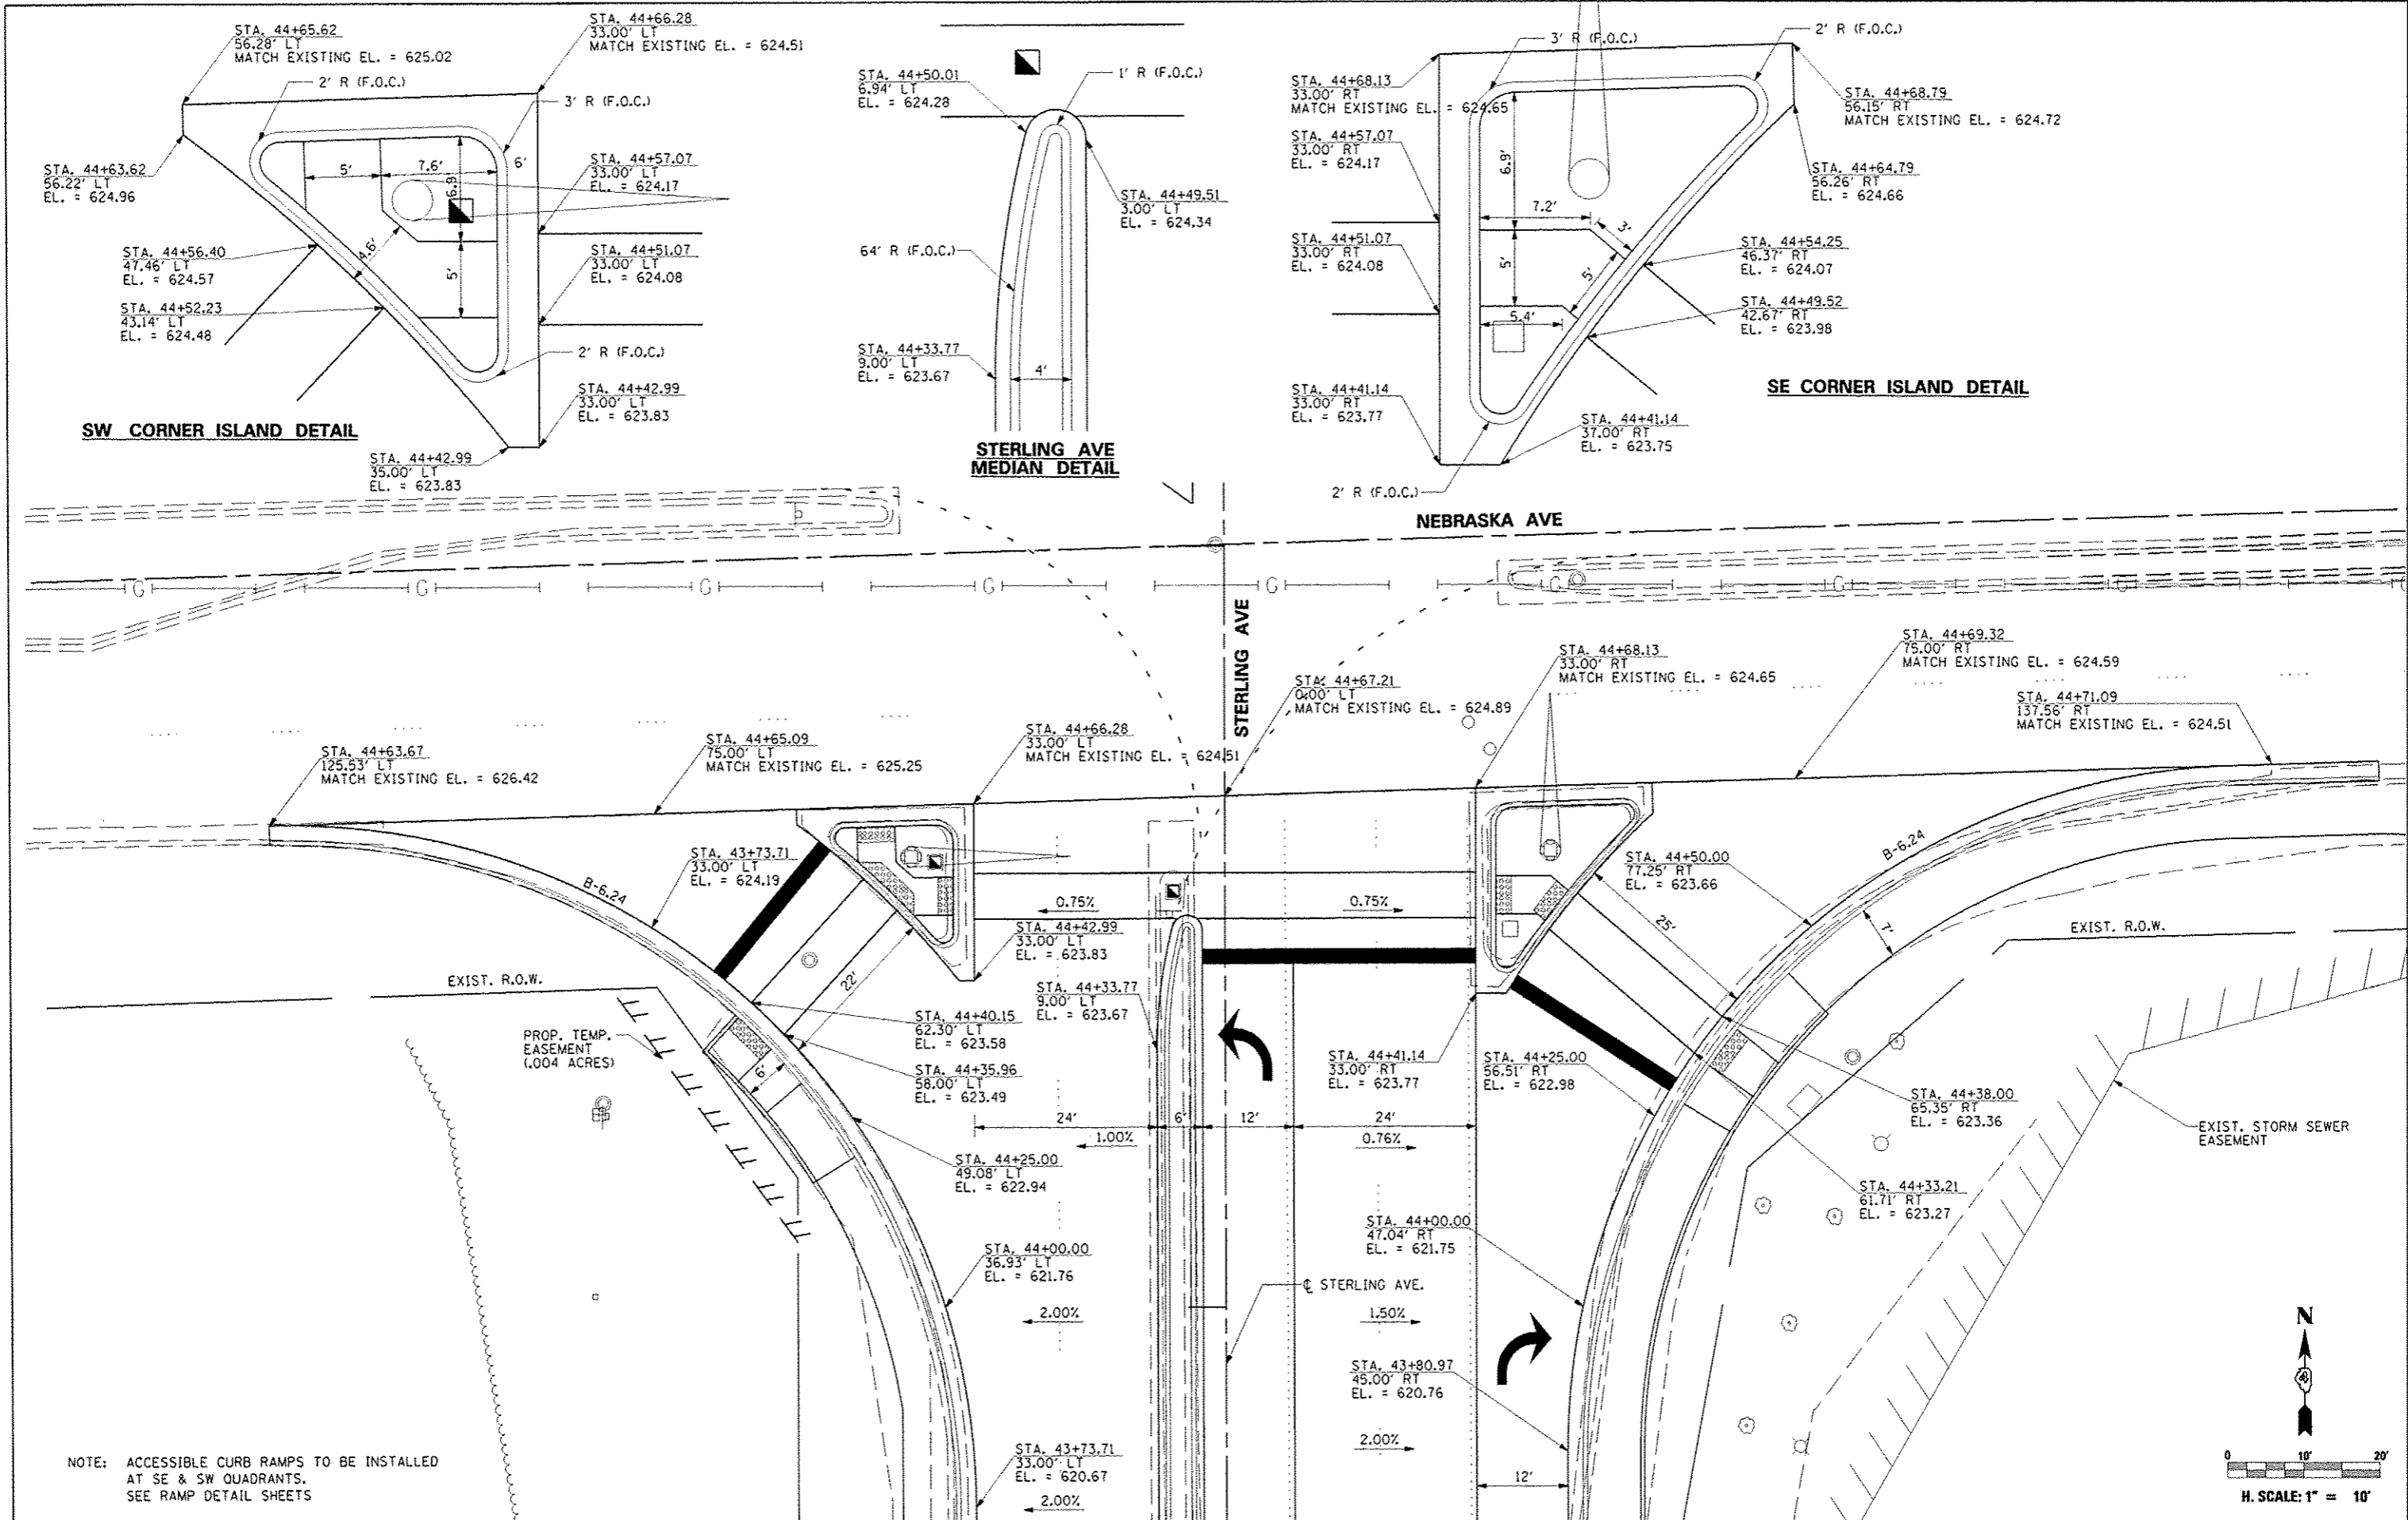 STA. 44+65.62
56.28' LT
MATCH EXISTING EL. = 625.02
STA. 44+66.28
33.00' LT
MATCH EXISTING EL. = 624.51
2' R (F.O.C.)
3' R (F.O.C.)
STA. 44+63.62
56.22' LT
EL. = 624.96
5'
7.6'
6.9'
6'
STA. 44+57.07
33.00' LT
EL. = 624.17
STA. 44+56.40
47.46' LT
EL. = 624.57
4.6'
5'
STA. 44+51.07
33.00' LT
EL. = 624.08
STA. 44+52.23
43.14' LT
EL. = 624.48
2' R (F.O.C.)
STA. 44+42.99
33.00' LT
EL. = 623.83
SW CORNER ISLAND DETAIL
STA. 44+42.99
35.00' LT
EL. = 623.83
STA. 44+50.01
6.94' LT
EL. = 624.28
1' R (F.O.C.)
STA. 44+49.51
3.00' LT
EL. = 624.34
64' R (F.O.C.)
STA. 44+33.77
9.00' LT
EL. = 623.67
4'
STERLING AVE
MEDIAN DETAIL
3' R (F.O.C.)
2' R (F.O.C.)
STA. 44+68.13
33.00' RT
MATCH EXISTING EL. = 624.65
STA. 44+68.79
56.15' RT
MATCH EXISTING EL. = 624.72
STA. 44+57.07
33.00' RT
EL. = 624.17
6.9'
STA. 44+64.79
56.26' RT
EL. = 624.66
7.2'
3'
STA. 44+51.07
33.00' RT
EL. = 624.08
5'
5'
STA. 44+54.25
46.37' RT
EL. = 624.07
5.4'
STA. 44+49.52
42.67' RT
EL. = 623.98
STA. 44+41.14
33.00' RT
EL. = 623.77
SE CORNER ISLAND DETAIL
STA. 44+41.14
37.00' RT
EL. = 623.75
2' R (F.O.C.)
NEBRASKA AVE
G G G G G G G G
STERLING AVE
STA. 44+63.67
125.53' LT
MATCH EXISTING EL. = 626.42
STA. 44+65.09
75.00' LT
MATCH EXISTING EL. = 625.25
STA. 44+66.28
33.00' LT
MATCH EXISTING EL. = 624.51
STA. 44+67.21
0.00' LT
MATCH EXISTING EL. = 624.89
STA. 44+68.13
33.00' RT
MATCH EXISTING EL. = 624.65
STA. 44+69.32
75.00' RT
MATCH EXISTING EL. = 624.59
STA. 44+71.09
137.56' RT
MATCH EXISTING EL. = 624.51
B-6.24
STA. 43+73.71
33.00' LT
EL. = 624.19
B-6.24
STA. 44+50.00
77.25' RT
EL. = 623.66
0.75%
0.75%
25'
7'
EXIST. R.O.W.
STA. 44+42.99
33.00' LT
EL. = 623.83
EXIST. R.O.W.
22'
STA. 44+33.77
9.00' LT
EL. = 623.67
STA. 44+40.15
62.30' LT
EL. = 623.58
PROP. TEMP.
EASEMENT
(.004 ACRES)
6'
STA. 44+35.96
58.00' LT
EL. = 623.49
STA. 44+41.14
33.00' RT
EL. = 623.77
STA. 44+25.00
56.51' RT
EL. = 622.98
STA. 44+38.00
65.35' RT
EL. = 623.36
24'
6'
12'
24'
1.00%
0.76%
EXIST. STORM SEWER
EASEMENT
STA. 44+25.00
49.08' LT
EL. = 622.94
STA. 44+33.21
61.71' RT
EL. = 623.27
STA. 44+00.00
47.04' RT
EL. = 621.75
STA. 44+00.00
36.93' LT
EL. = 621.76
℄ STERLING AVE.
2.00%
1.50%
STA. 43+80.97
45.00' RT
EL. = 620.76
N
STA. 43+73.71
33.00' LT
EL. = 620.67
2.00%
2.00%
12'
NOTE: ACCESSIBLE CURB RAMPS TO BE INSTALLED
AT SE & SW QUADRANTS.
SEE RAMP DETAIL SHEETS
0 10' 20'
H. SCALE: 1" = 10'